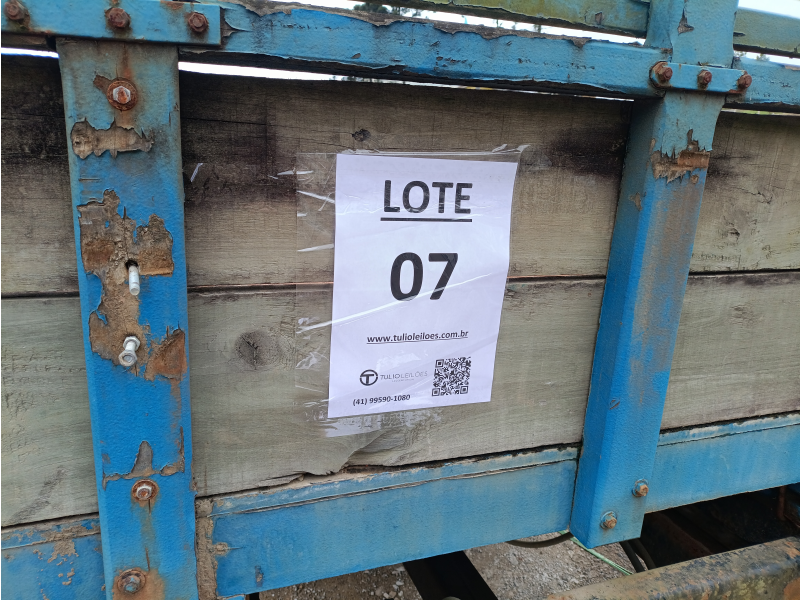 LOTE
07
www.tulioleiloes.com.br
TULIOLEILÕES
(41) 99590-1080